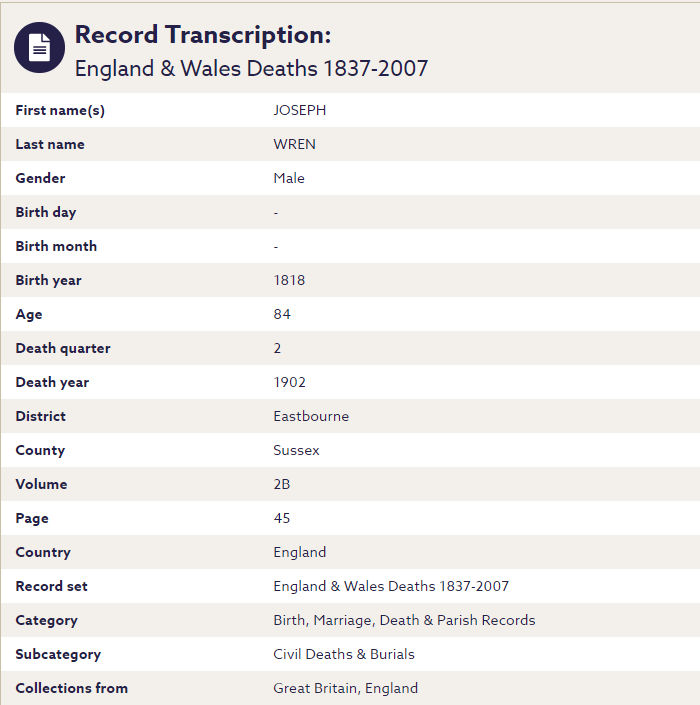 Record Transcription:
England & Wales Deaths 1837-2007
First name(s) JOSEPH
Last name WREN
Gender Male
Birth day -
Birth month -
Birth year 1818
Age 84
Death quarter 2
Death year 1902
District Eastbourne
County Sussex
Volume 2B
Page 45
Country England
Record set England & Wales Deaths 1837-2007
Category Birth, Marriage, Death & Parish Records
Subcategory Civil Deaths & Burials
Collections from Great Britain, England